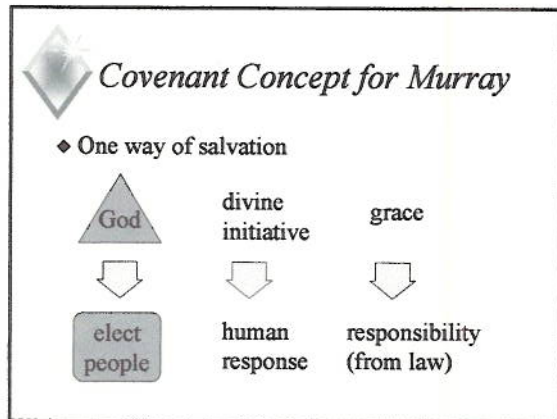 Covenant Concept for Murray
◆ One way of salvation
God
divine
initiative
grace
elect
people
human
response
responsibility
(from law)